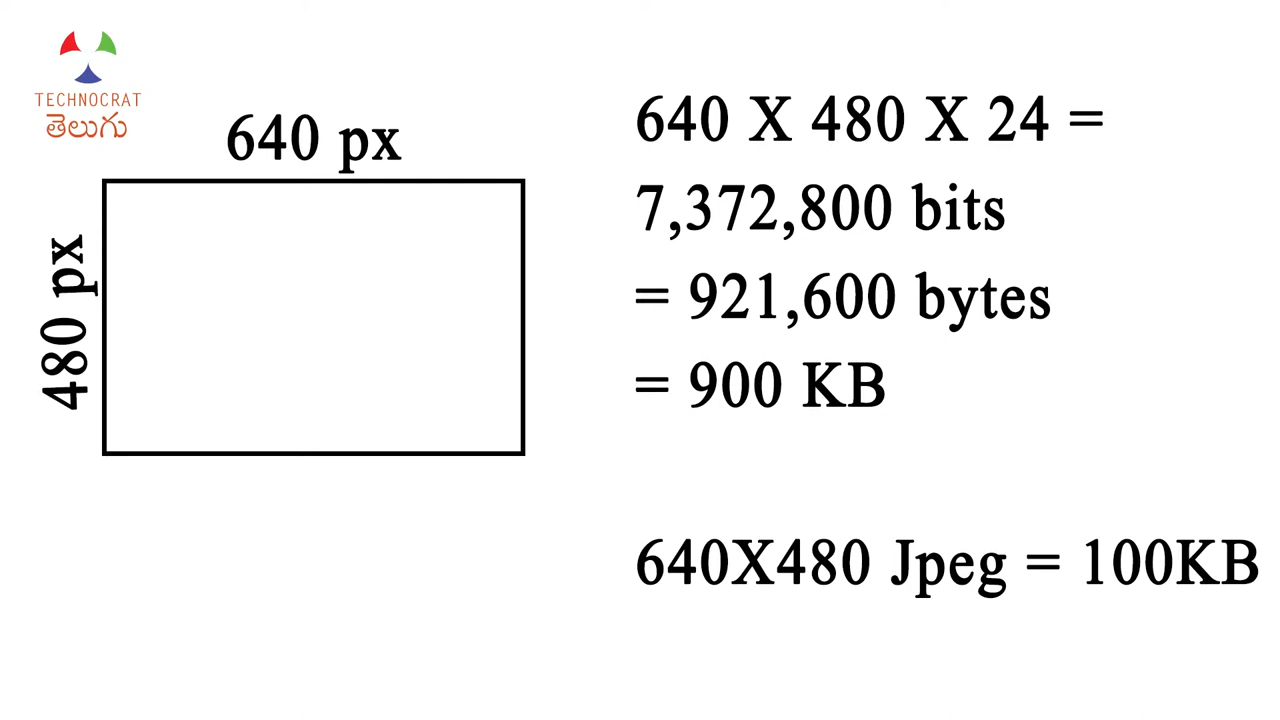 TECHNOCRAT
తెలుగు
640 px
480 px
640 X 480 X 24 =
7,372,800 bits
= 921,600 bytes
= 900 KB
640X480 Jpeg = 100KB